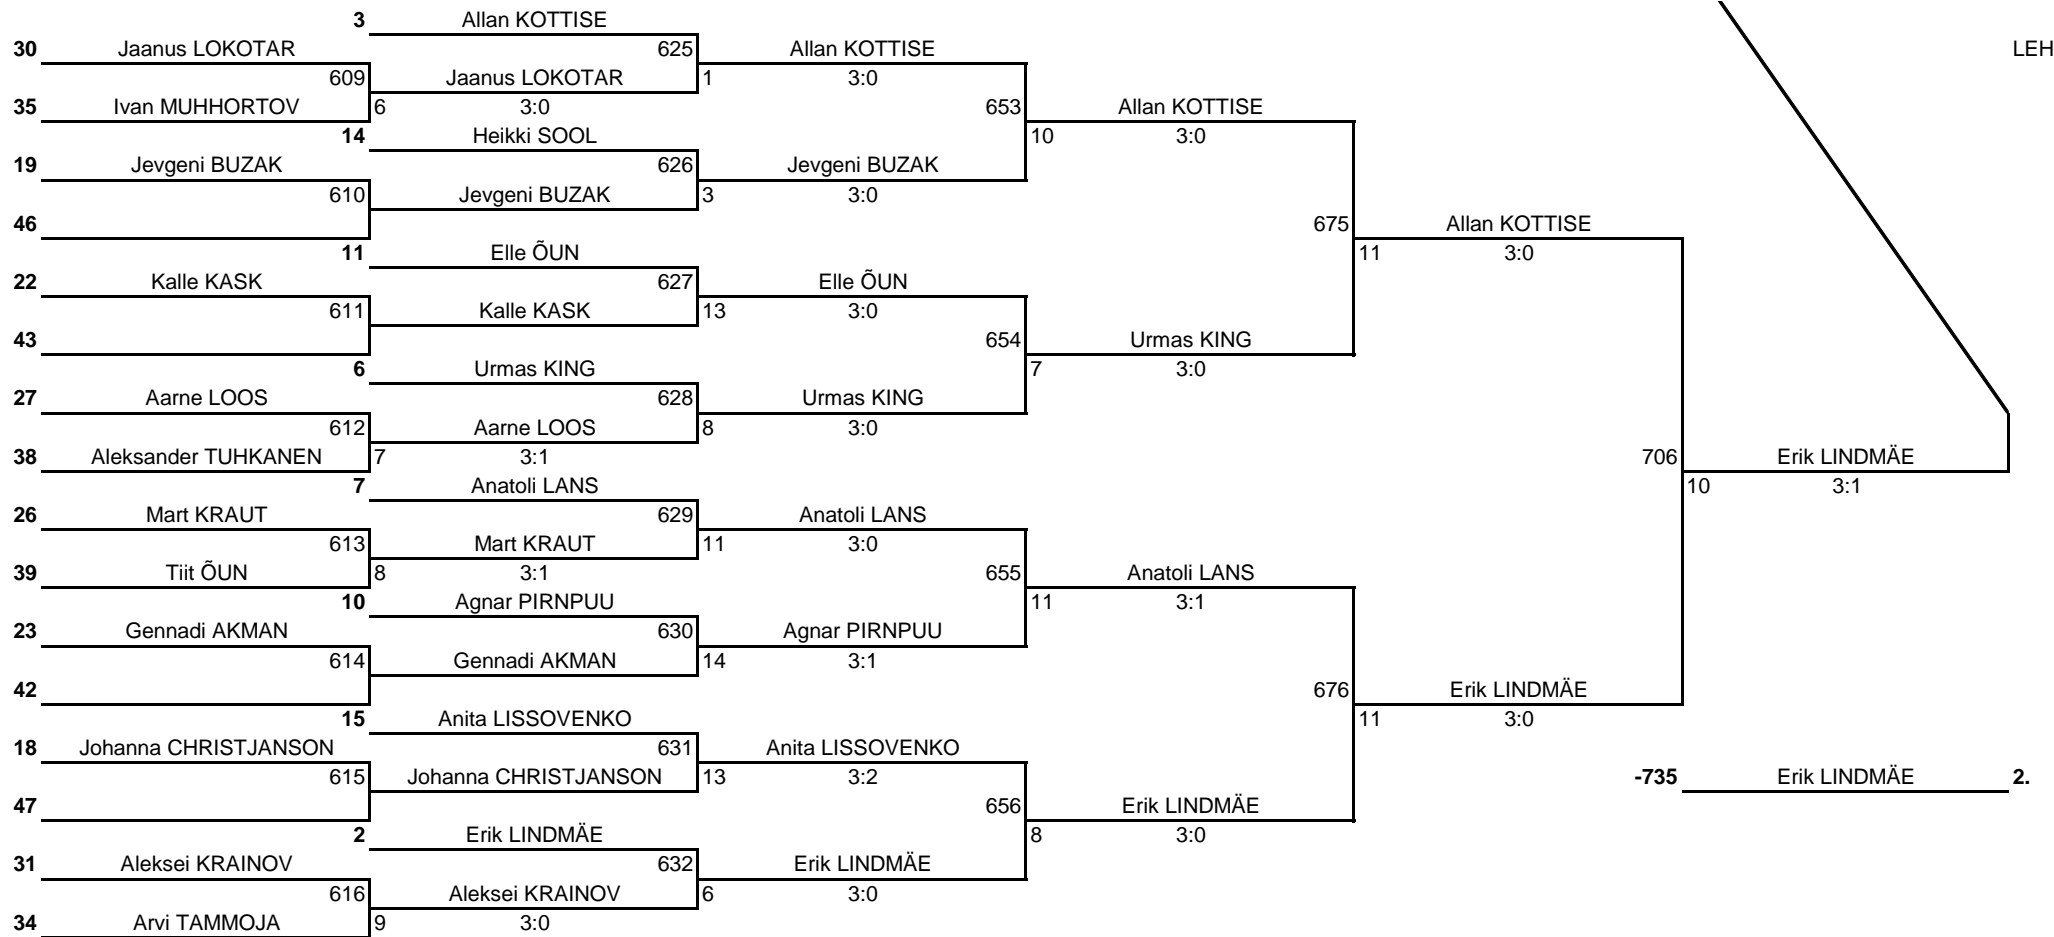 3 Allan KOTTISE
30 Jaanus LOKOTAR 625 Allan KOTTISE LEH
609 Jaanus LOKOTAR 1 3:0
35 Ivan MUHHORTOV 6 3:0 653 Allan KOTTISE
14 Heikki SOOL 10 3:0
19 Jevgeni BUZAK 626 Jevgeni BUZAK
610 Jevgeni BUZAK 3 3:0
46 675 Allan KOTTISE
11 Elle ÕUN 11 3:0
22 Kalle KASK 627 Elle ÕUN
611 Kalle KASK 13 3:0
43 654 Urmas KING
6 Urmas KING 7 3:0
27 Aarne LOOS 628 Urmas KING
612 Aarne LOOS 8 3:0
38 Aleksander TUHKANEN 7 3:1 706 Erik LINDMÄE
7 Anatoli LANS 10 3:1
26 Mart KRAUT 629 Anatoli LANS
613 Mart KRAUT 11 3:0
39 Tiit ÕUN 8 3:1 655 Anatoli LANS
10 Agnar PIRNPUU 11 3:1
23 Gennadi AKMAN 630 Agnar PIRNPUU
614 Gennadi AKMAN 14 3:1
42 676 Erik LINDMÄE
15 Anita LISSOVENKO 11 3:0
18 Johanna CHRISTJANSON 631 Anita LISSOVENKO
615 Johanna CHRISTJANSON 13 3:2 -735 Erik LINDMÄE 2.
47 656 Erik LINDMÄE
2 Erik LINDMÄE 8 3:0
31 Aleksei KRAINOV 632 Erik LINDMÄE
616 Aleksei KRAINOV 6 3:0
34 Arvi TAMMOJA 9 3:0